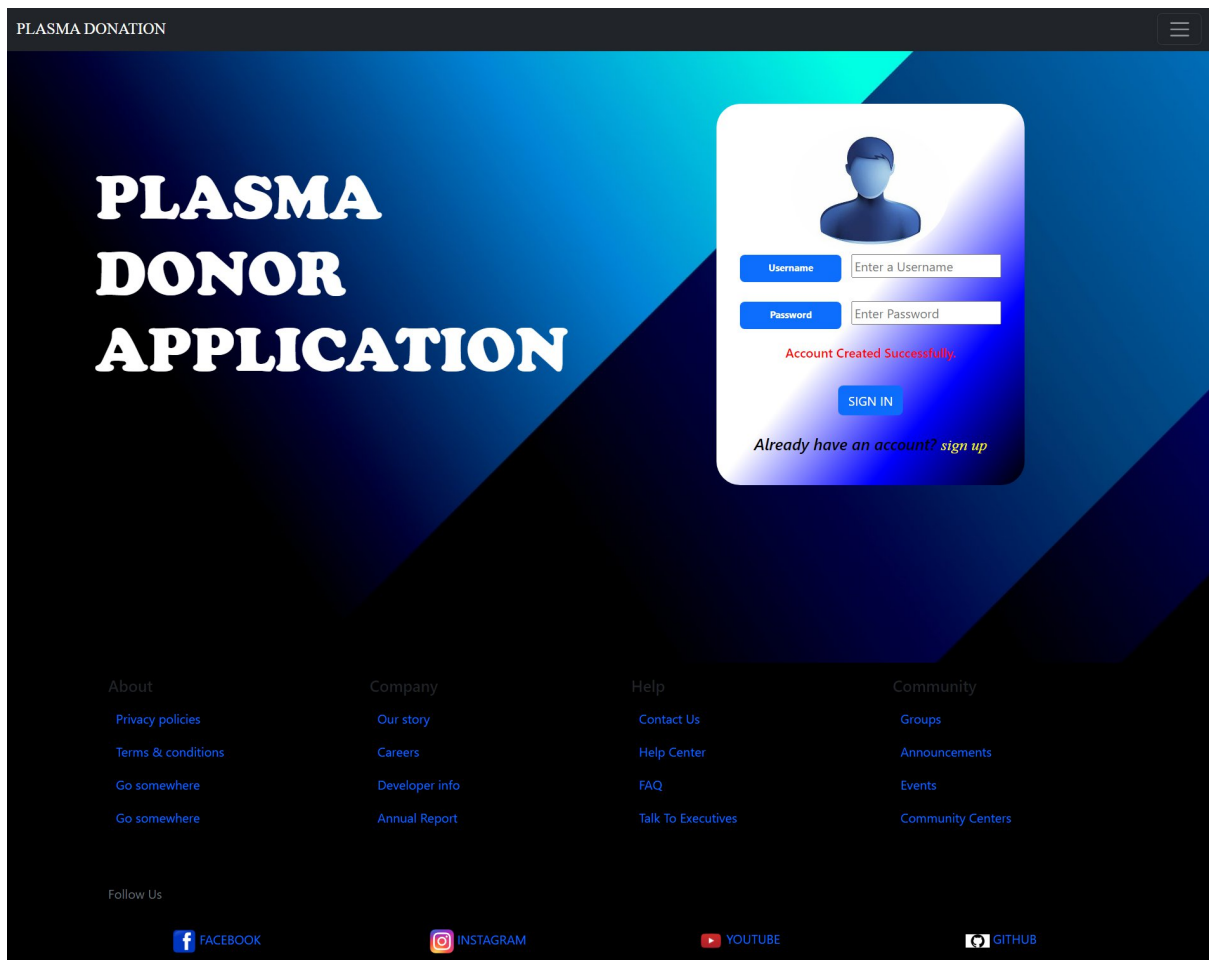 PLASMA DONATION
PLASMA
DONOR
APPLICATION
Username Enter a Username
Password Enter Password
Account Created Successfully.
SIGN IN
Already have an account? sign up
About Company Help Community
Privacy policies Our story Contact Us Groups
Terms & conditions Careers Help Center Announcements
Go somewhere Developer info FAQ Events
Go somewhere Annual Report Talk To Executives Community Centers
Follow Us
FACEBOOK INSTAGRAM YOUTUBE GITHUB